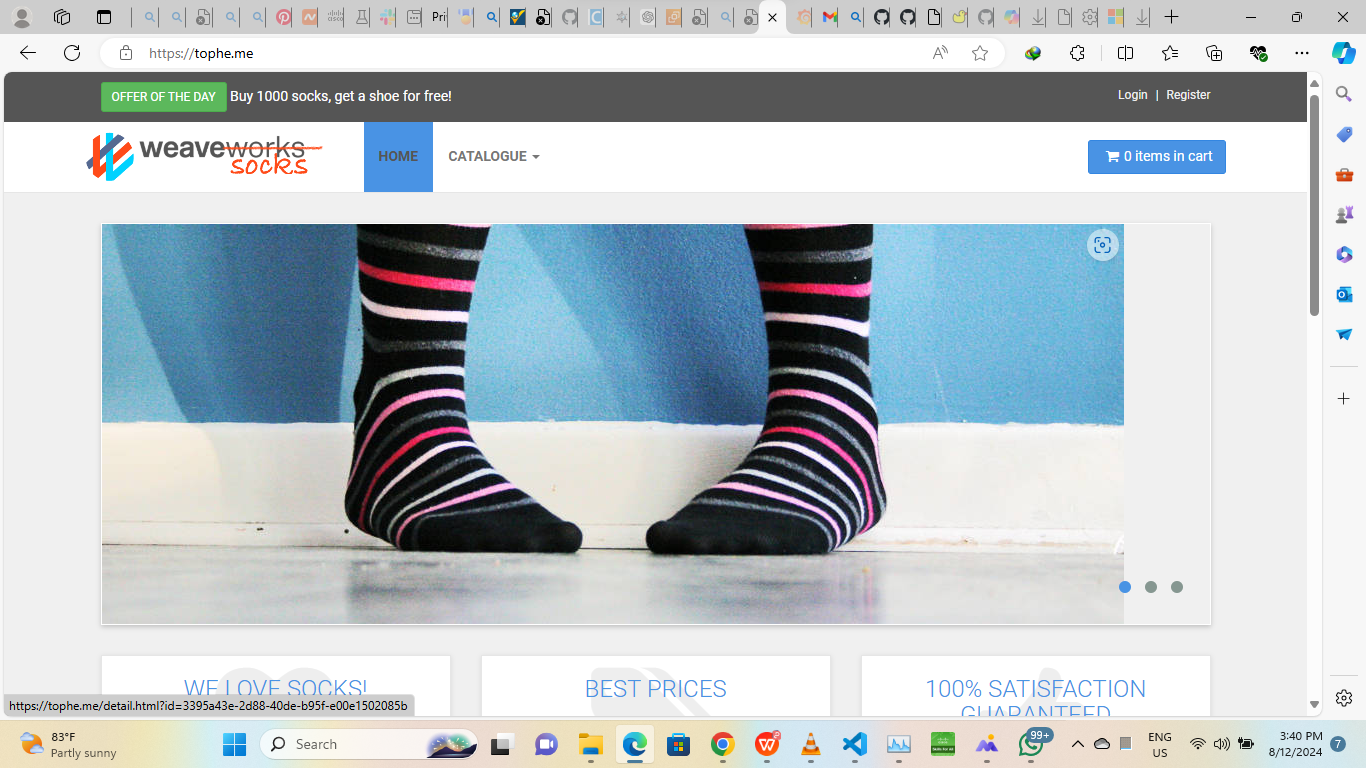 Pri
https://tophe.me
OFFER OF THE DAY Buy 1000 socks, get a shoe for free!
Login | Register
weaveworks
socks
HOME
CATALOGUE
0 items in cart
WE LOVE SOCKS!
BEST PRICES
100% SATISFACTION
GUARANTEED
https://tophe.me/detail.html?id=3395a43e-2d88-40de-b95f-e00e1502085b
83°F
Partly sunny
Search
99+
ENG
US
3:40 PM
8/12/2024
7